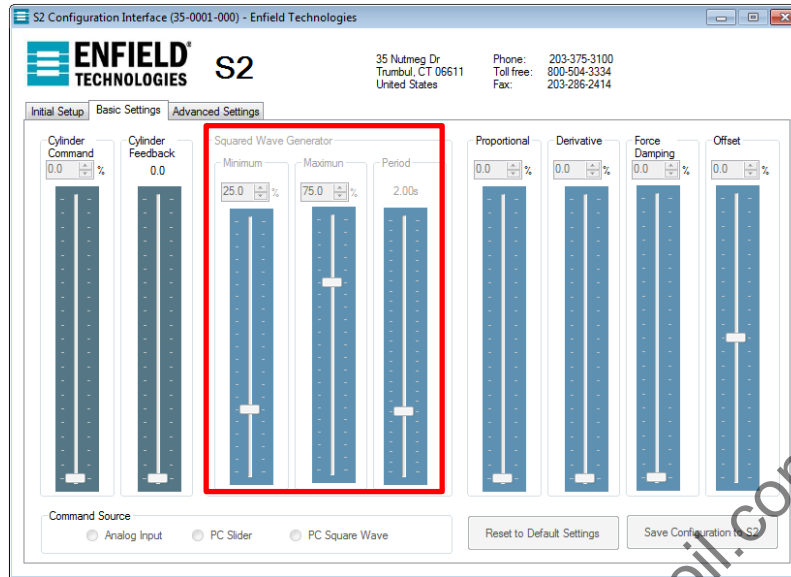 S2 Configuration Interface (35-0001-000) - Enfield Technologies
ENFIELD®
TECHNOLOGIES
S2
35 Nutmeg Dr
Trumbul, CT 06611
United States
Phone: 203-375-3100
Toll free: 800-504-3334
Fax: 203-286-2414
Initial Setup Basic Settings Advanced Settings
Cylinder Command
0.0 %
Cylinder Feedback
0.0
Squared Wave Generator
Minimum
25.0 %
Maximun
75.0 %
Period
2.00s
Proportional
0.0 %
Derivative
0.0 %
Force Damping
0.0 %
Offset
0.0 %
Command Source
Analog Input PC Slider PC Square Wave
Reset to Default Settings
Save Configuration to S2